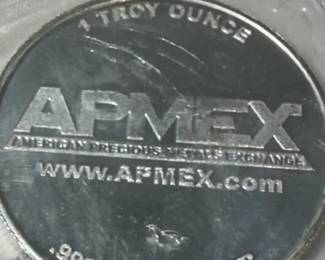 1 TROY OUNCE
APMEX
AMERICAN PRECIOUS METALS EXCHANGE
www.APMEX.com